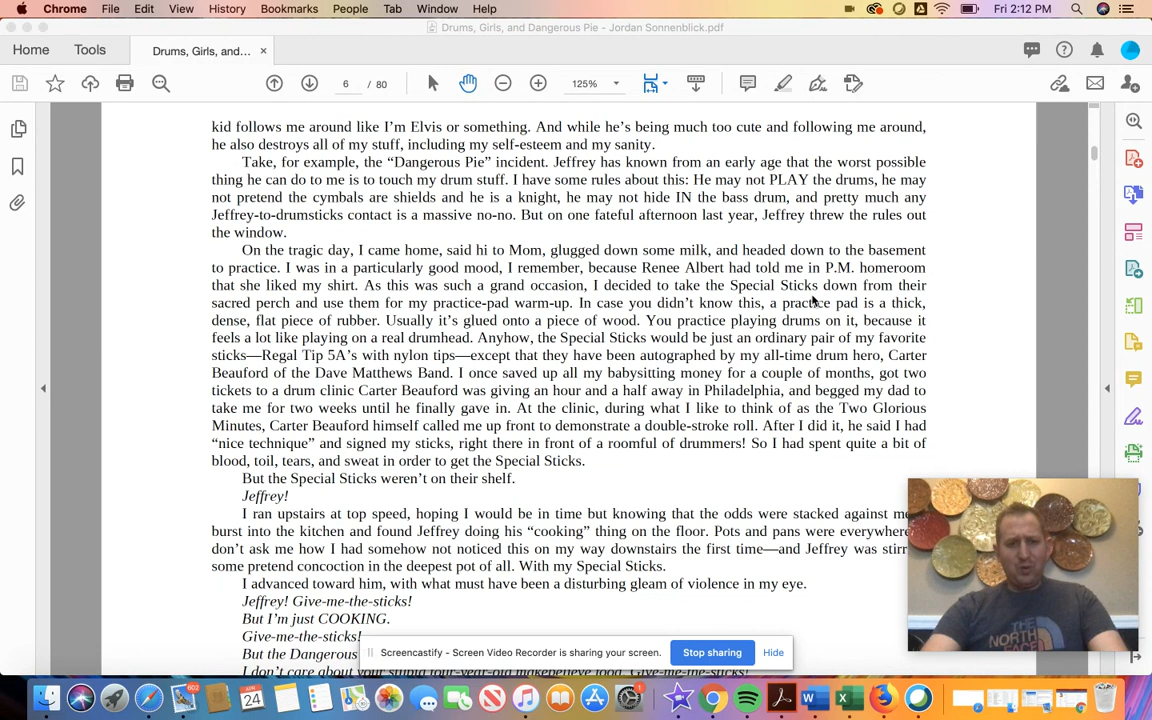 Chrome File Edit View History Bookmarks People Tab Window Help Fri 2:12 PM
Drums, Girls, and Dangerous Pie - Jordan Sonnenblick.pdf
Home Tools Drums, Girls, and... ×
6 / 80 125%
kid follows me around like I'm Elvis or something. And while he's being much too cute and following me around,
he also destroys all of my stuff, including my self-esteem and my sanity.
Take, for example, the “Dangerous Pie” incident. Jeffrey has known from an early age that the worst possible
thing he can do to me is to touch my drum stuff. I have some rules about this: He may not PLAY the drums, he may
not pretend the cymbals are shields and he is a knight, he may not hide IN the bass drum, and pretty much any
Jeffrey-to-drumsticks contact is a massive no-no. But on one fateful afternoon last year, Jeffrey threw the rules out
the window.
On the tragic day, I came home, said hi to Mom, glugged down some milk, and headed down to the basement
to practice. I was in a particularly good mood, I remember, because Renee Albert had told me in P.M. homeroom
that she liked my shirt. As this was such a grand occasion, I decided to take the Special Sticks down from their
sacred perch and use them for my practice-pad warm-up. In case you didn't know this, a practice pad is a thick,
dense, flat piece of rubber. Usually it's glued onto a piece of wood. You practice playing drums on it, because it
feels a lot like playing on a real drumhead. Anyhow, the Special Sticks would be just an ordinary pair of my favorite
sticks—Regal Tip 5A's with nylon tips—except that they have been autographed by my all-time drum hero, Carter
Beauford of the Dave Matthews Band. I once saved up all my babysitting money for a couple of months, got two
tickets to a drum clinic Carter Beauford was giving an hour and a half away in Philadelphia, and begged my dad to
take me for two weeks until he finally gave in. At the clinic, during what I like to think of as the Two Glorious
Minutes, Carter Beauford himself called me up front to demonstrate a double-stroke roll. After I did it, he said I had
“nice technique” and signed my sticks, right there in front of a roomful of drummers! So I had spent quite a bit of
blood, toil, tears, and sweat in order to get the Special Sticks.
But the Special Sticks weren't on their shelf.
Jeffrey!
I ran upstairs at top speed, hoping I would be in time but knowing that the odds were stacked against me
burst into the kitchen and found Jeffrey doing his “cooking” thing on the floor. Pots and pans were everywhere
don't ask me how I had somehow not noticed this on my way downstairs the first time—and Jeffrey was stirr
some pretend concoction in the deepest pot of all. With my Special Sticks.
I advanced toward him, with what must have been a disturbing gleam of violence in my eye.
Jeffrey! Give-me-the-sticks!
But I'm just COOKING.
Give-me-the-sticks!
But the Dangerous
I don't care about your stupid four-year-old makepelieve food. Give-me-the-sticks!
Screencastify - Screen Video Recorder is sharing your screen. Stop sharing Hide
THE
NORTH
FACE
602
APR
24